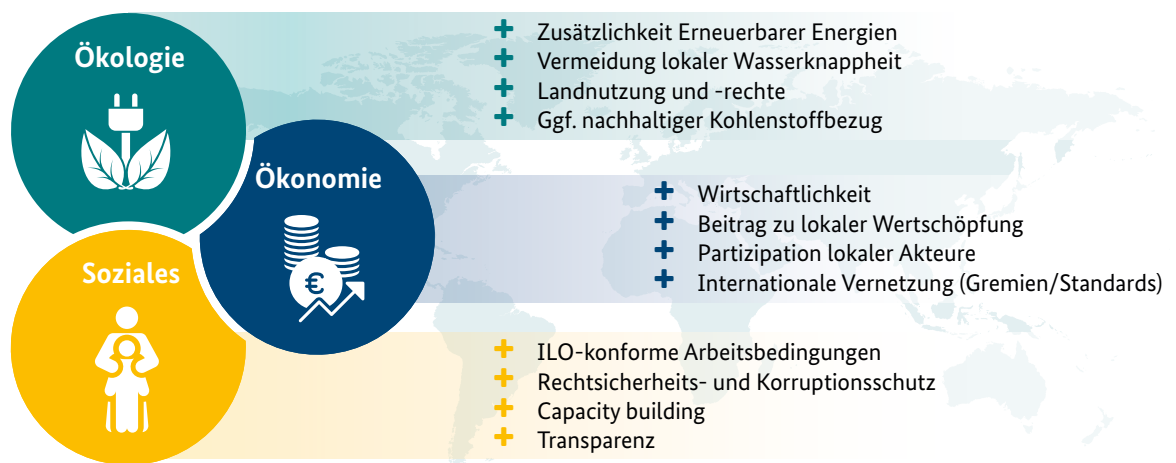 Ökologie
+ Zusätzlichkeit Erneuerbarer Energien
+ Vermeidung lokaler Wasserknappheit
+ Landnutzung und -rechte
+ Ggf. nachhaltiger Kohlenstoffbezug
Ökonomie
€
+ Wirtschaftlichkeit
+ Beitrag zu lokaler Wertschöpfung
+ Partizipation lokaler Akteure
+ Internationale Vernetzung (Gremien/Standards)
Soziales
+ ILO-konforme Arbeitsbedingungen
+ Rechtsicherheits- und Korruptionsschutz
+ Capacity building
+ Transparenz